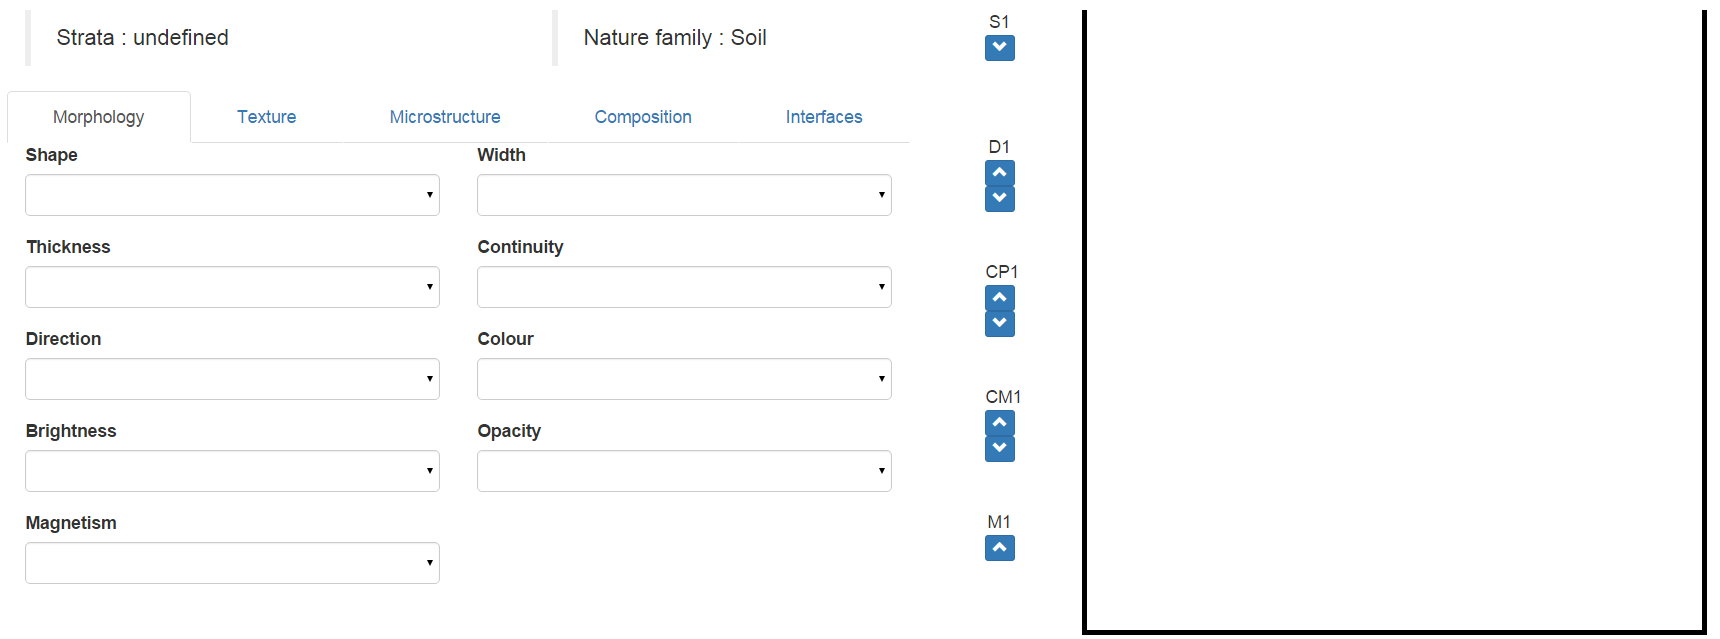 Strata : undefined
Nature family : Soil
Morphology Texture Microstructure Composition Interfaces
Shape
Width
Thickness
Continuity
Direction
Colour
Brightness
Opacity
Magnetism
S1
D1
CP1
CM1
M1